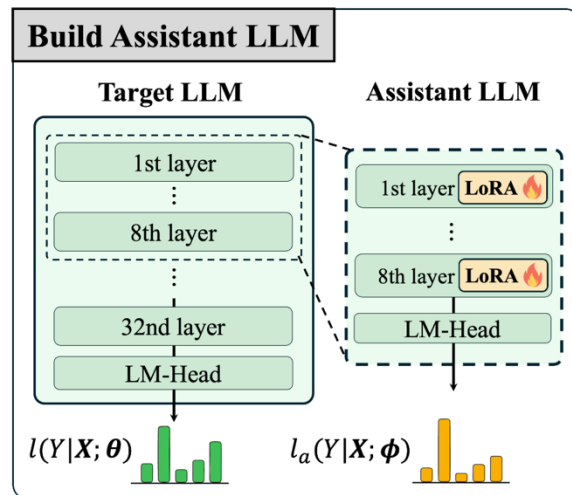 Build Assistant LLM
Target LLM
1st layer
⋮
8th layer
⋮
32nd layer
LM-Head
l(Y|X; θ)
Assistant LLM
1st layer LoRA
⋮
8th layer LoRA
LM-Head
lₐ(Y|X; ϕ)